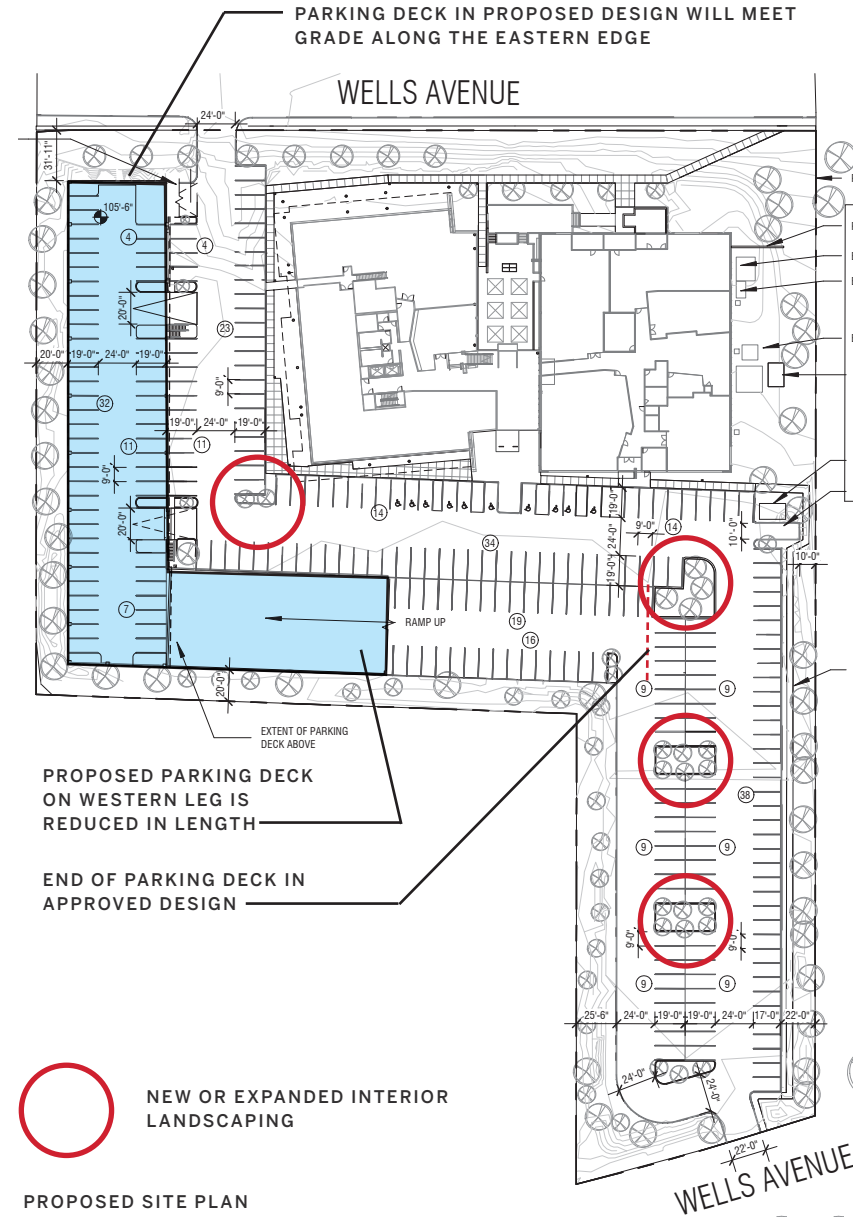 PARKING DECK IN PROPOSED DESIGN WILL MEET
GRADE ALONG THE EASTERN EDGE
WELLS AVENUE
24'-0"
31'-11"
105'-6"
4
4
20'-0"
23
20'-0" 19'-0" 24'-0" 19'-0"
9'-0"
32
19'-0" 24'-0" 19'-0"
11
11
9'-0"
20'-0"
14
19'-0"
9'-0"
14
10'-0"
34
24'-0"
19'-0"
10'-0"
7
RAMP UP
19
16
20'-0"
9
9
EXTENT OF PARKING
DECK ABOVE
PROPOSED PARKING DECK
ON WESTERN LEG IS
REDUCED IN LENGTH
38
9
9
END OF PARKING DECK IN
APPROVED DESIGN
9'-0"
9'-0"
9
9
25'-6" 24'-0" 19'-0" 19'-0" 24'-0" 17'-0" 22'-0"
24'-0"
24'-0"
NEW OR EXPANDED INTERIOR
LANDSCAPING
22'-0"
WELLS AVENUE
PROPOSED SITE PLAN